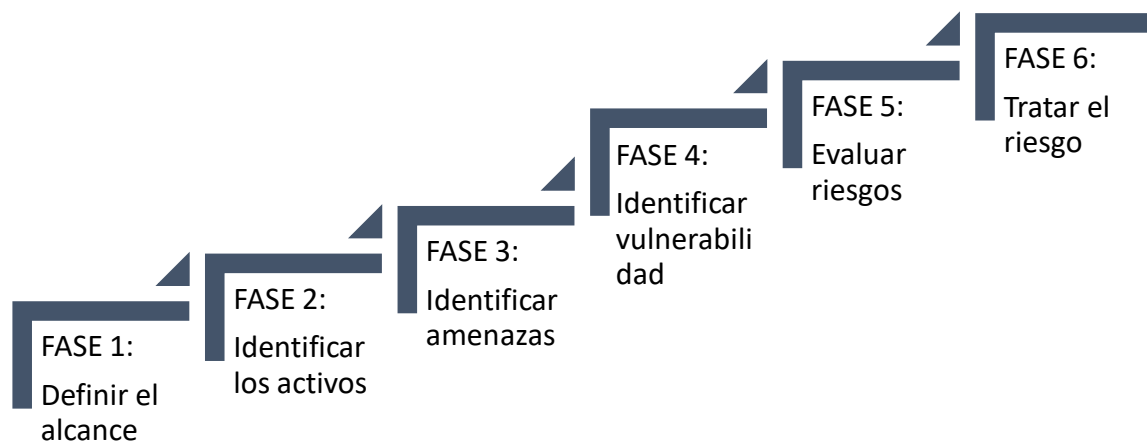 FASE 1:
Definir el
alcance
FASE 2:
Identificar
los activos
FASE 3:
Identificar
amenazas
FASE 4:
Identificar
vulnerabili
dad
FASE 5:
Evaluar
riesgos
FASE 6:
Tratar el
riesgo